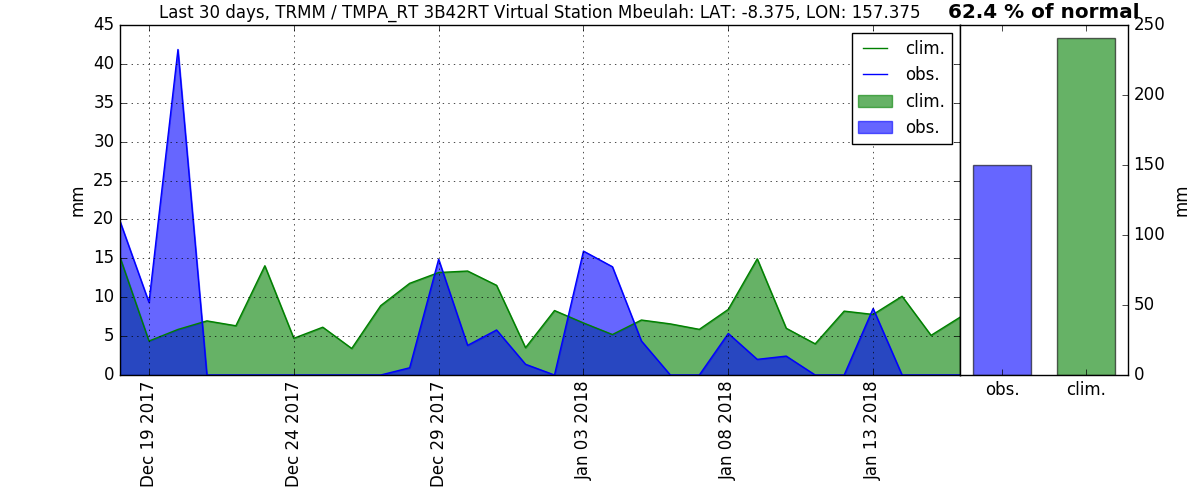 Last 30 days, TRMM / TMPA_RT 3B42RT Virtual Station Mbeulah: LAT: -8.375, LON: 157.375
62.4 % of normal
45
40
35
30
25
20
15
10
5
0
mm
clim.
obs.
clim.
obs.
Dec 19 2017
Dec 24 2017
Dec 29 2017
Jan 03 2018
Jan 08 2018
Jan 13 2018
250
200
150
100
50
0
mm
obs.
clim.